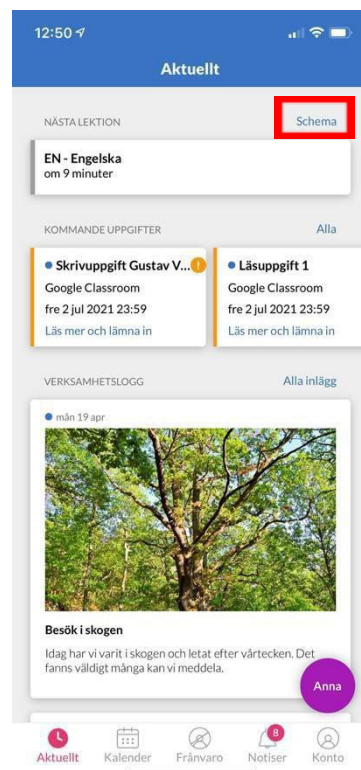 12:50
Aktuellt
NÄSTA LEKTION
Schema
EN - Engelska
om 9 minuter
KOMMANDE UPPGIFTER
Alla
Skrivuppgift Gustav V...
!
Google Classroom
fre 2 jul 2021 23:59
Läs mer och lämna in
Läsuppgift 1
Google Classroom
fre 2 jul 2021 23:59
Läs mer och lämna in
VERKSAMHETSLOGG
Alla inlägg
mån 19 apr
Besök i skogen
Idag har vi varit i skogen och letat efter vårtecken. Det
fanns väldigt många kan vi meddela.
Anna
Aktuellt
Kalender
Frånvaro
8
Notiser
Konto